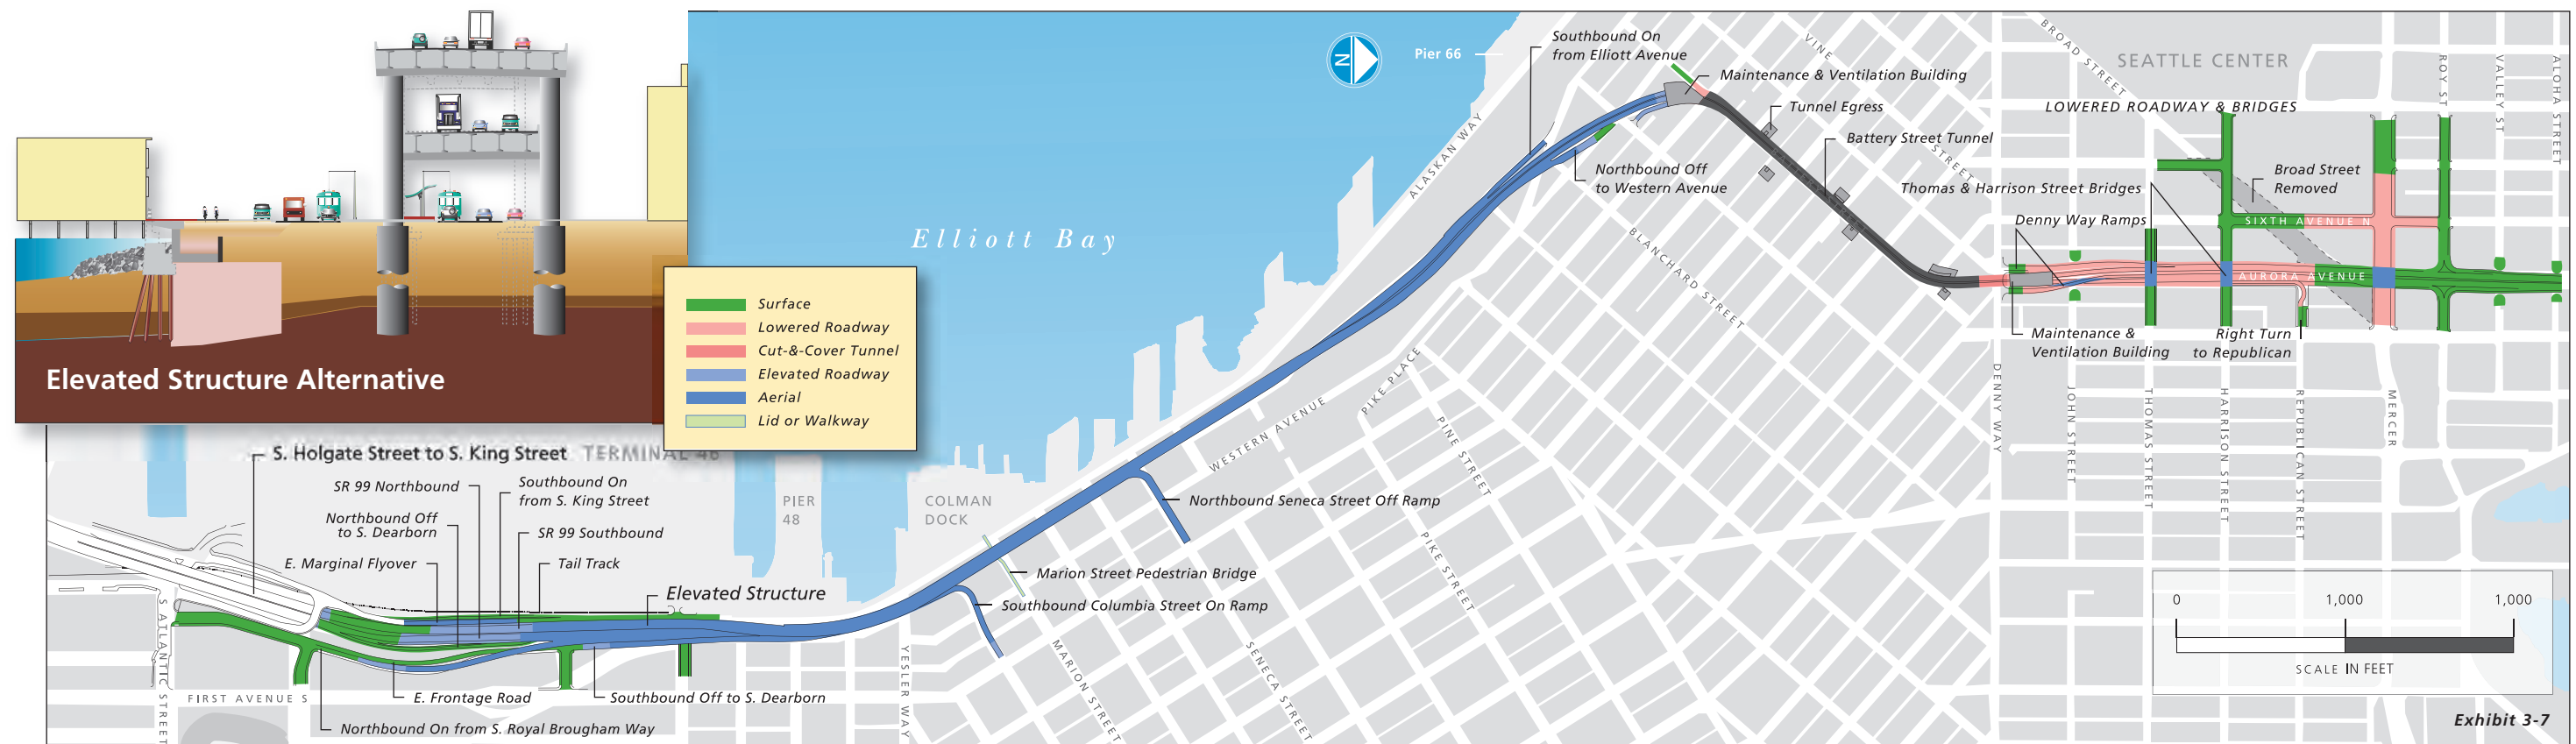 Elevated Structure Alternative
Surface
Lowered Roadway
Cut-&-Cover Tunnel
Elevated Roadway
Aerial
Lid or Walkway
Elliott Bay
N
Pier 66
Southbound On
from Elliott Avenue
Maintenance & Ventilation Building
Tunnel Egress
Battery Street Tunnel
Northbound Off
to Western Avenue
ALASKAN WAY
VINE
STREET
BROAD STREET
SEATTLE CENTER
LOWERED ROADWAY & BRIDGES
Broad Street
Removed
Thomas & Harrison Street Bridges
Denny Way Ramps
SIXTH AVENUE N
AURORA AVENUE
ROY ST
VALLEY ST
ALOHA STREET
Maintenance &
Ventilation Building
Right Turn
to Republican
BLANCHARD STREET
DENNY WAY
JOHN STREET
THOMAS STREET
HARRISON STREET
REPUBLICAN STREET
MERCER
PIKE PLACE
WESTERN AVENUE
PINE STREET
PIKE STREET
S. Holgate Street to S. King Street
TERMINAL 46
SR 99 Northbound
Southbound On
from S. King Street
Northbound Off
to S. Dearborn
SR 99 Southbound
E. Marginal Flyover
Tail Track
Elevated Structure
PIER
48
COLMAN
DOCK
Northbound Seneca Street Off Ramp
Marion Street Pedestrian Bridge
Southbound Columbia Street On Ramp
S ATLANTIC STREET
FIRST AVENUE S
E. Frontage Road
Southbound Off to S. Dearborn
Northbound On from S. Royal Brougham Way
YESLER WAY
MARION STREET
SENECA STREET
0
1,000
1,000
SCALE IN FEET
Exhibit 3-7